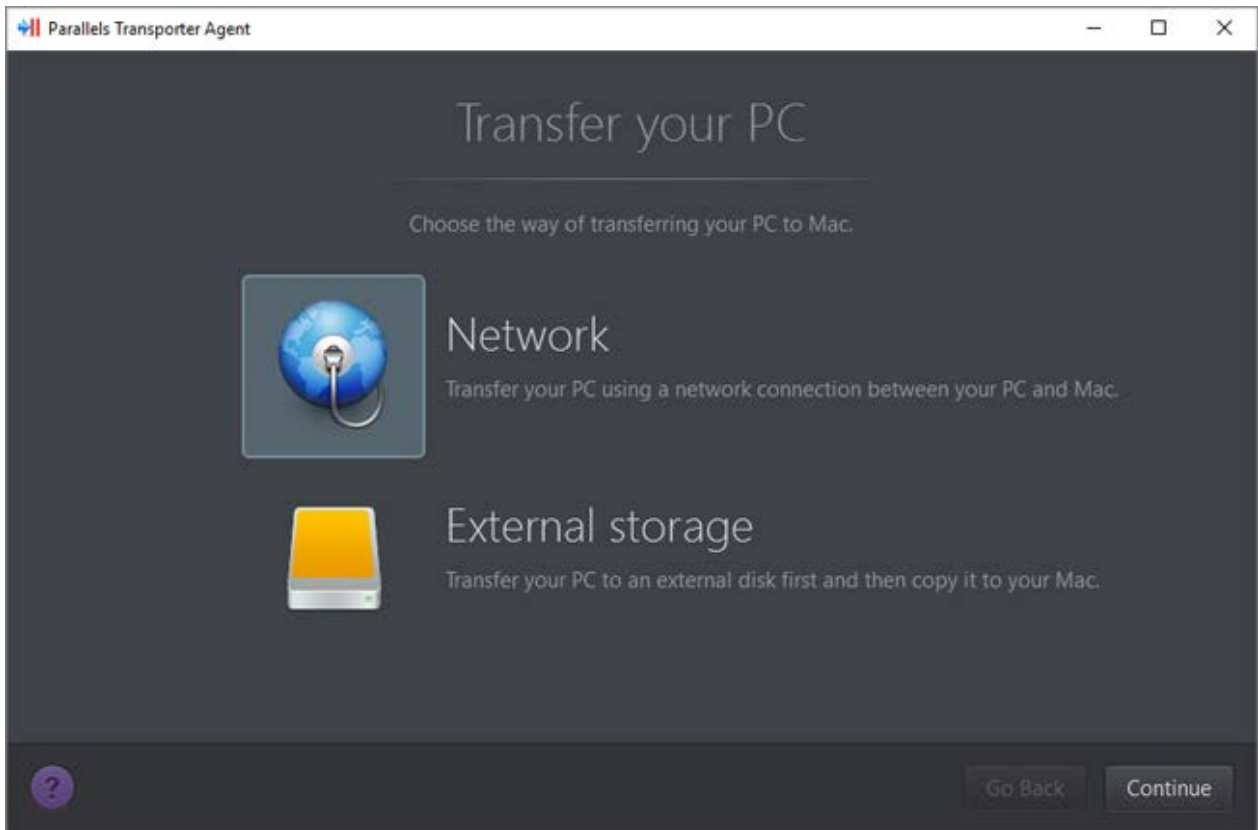 Parallels Transporter Agent
Transfer your PC
Choose the way of transferring your PC to Mac.
Network
Transfer your PC using a network connection between your PC and Mac.
External storage
Transfer your PC to an external disk first and then copy it to your Mac.
?
Go Back
Continue